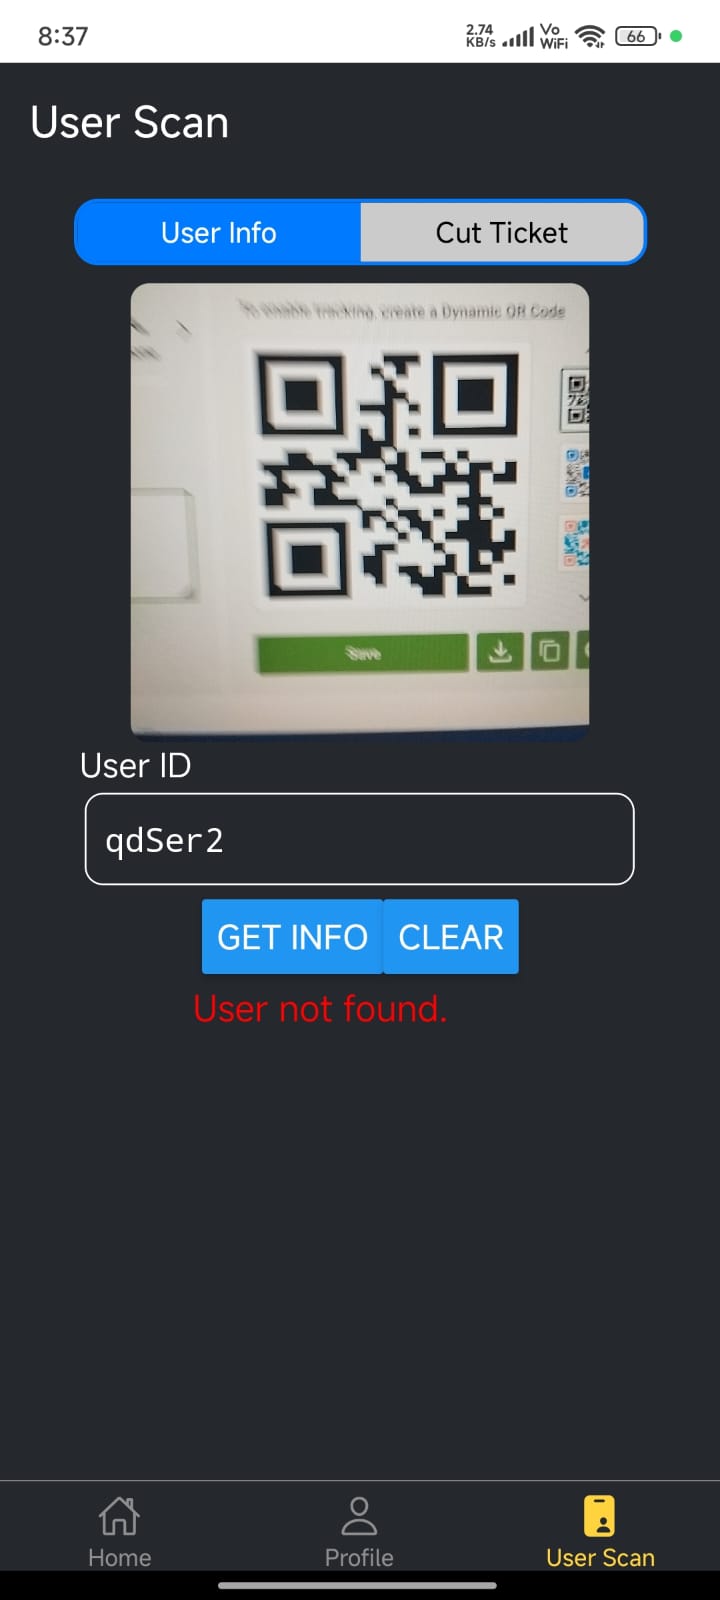 8:37
2.74 KB/s
Vo WiFi
66
User Scan
User Info
Cut Ticket
To enable tracking, create a Dynamic QR Code
Save
User ID
qdSer2
GET INFO
CLEAR
User not found.
Home
Profile
User Scan